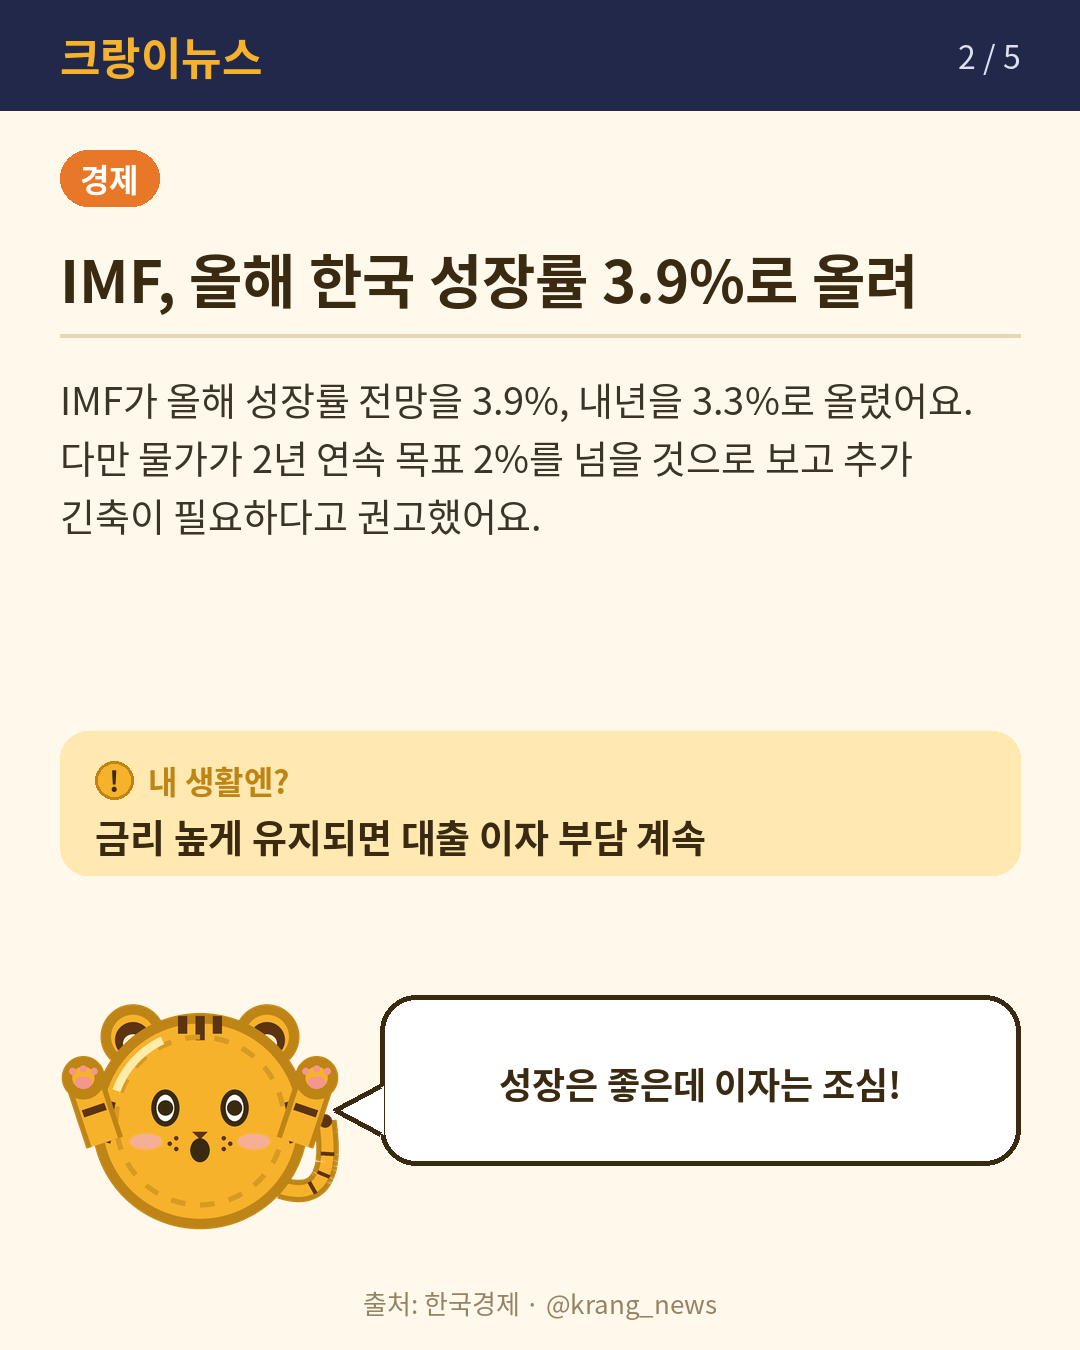 크랑이뉴스
2 / 5
경제
IMF, 올해 한국 성장률 3.9%로 올려
IMF가 올해 성장률 전망을 3.9%, 내년을 3.3%로 올렸어요.
다만 물가가 2년 연속 목표 2%를 넘을 것으로 보고 추가
긴축이 필요하다고 권고했어요.
! 내 생활엔?
금리 높게 유지되면 대출 이자 부담 계속
성장은 좋은데 이자는 조심!
출처: 한국경제 · @krang_news